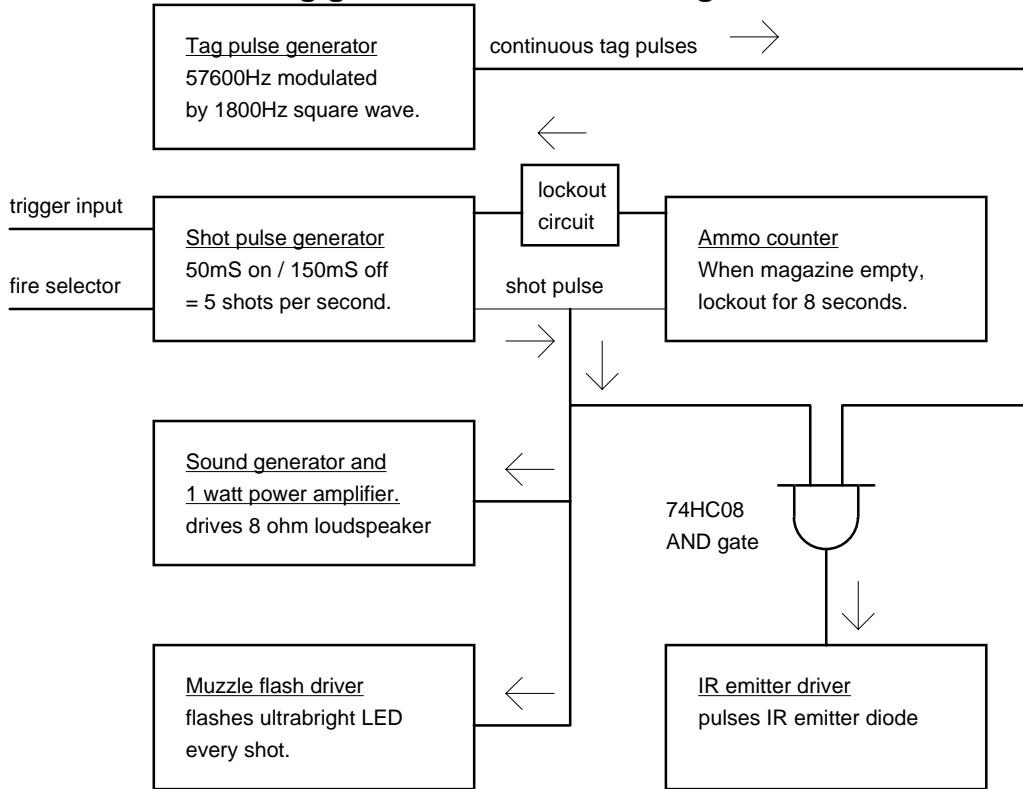 Tag pulse generator
57600Hz modulated
by 1800Hz square wave.
continuous tag pulses
trigger input
fire selector
Shot pulse generator
50mS on / 150mS off
= 5 shots per second.
lockout
circuit
Ammo counter
When magazine empty,
lockout for 8 seconds.
shot pulse
Sound generator and
1 watt power amplifier.
drives 8 ohm loudspeaker
74HC08
AND gate
Muzzle flash driver
flashes ultrabright LED
every shot.
IR emitter driver
pulses IR emitter diode